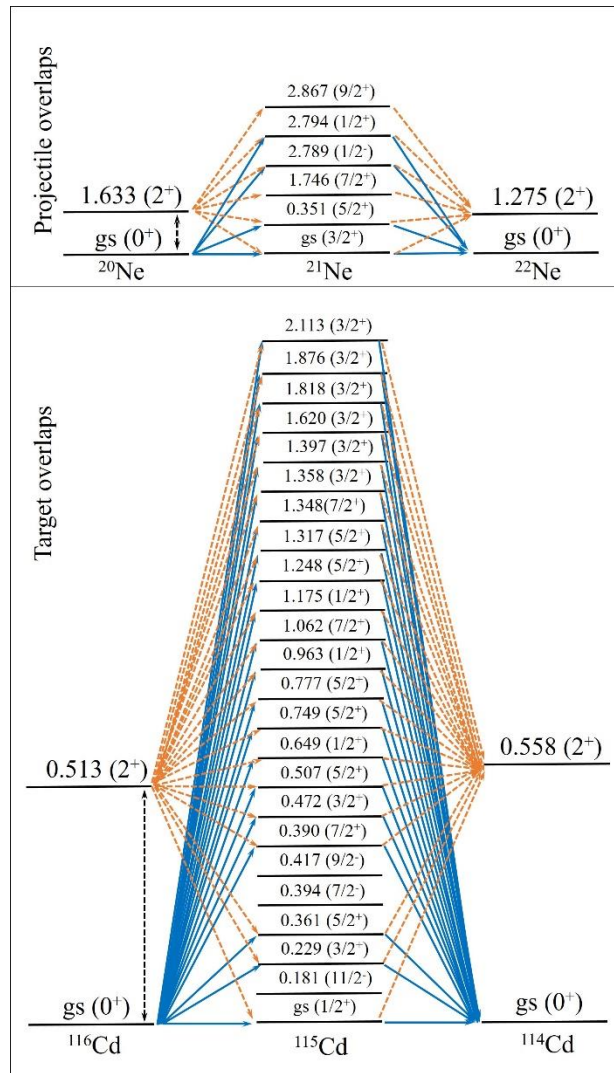 Projectile overlaps
2.867 (9/2⁺)
2.794 (1/2⁺)
2.789 (1/2⁻)
1.746 (7/2⁺)
0.351 (5/2⁺)
gs (3/2⁺)
²¹Ne
1.633 (2⁺)
gs (0⁺)
²⁰Ne
1.275 (2⁺)
gs (0⁺)
²²Ne
Target overlaps
2.113 (3/2⁺)
1.876 (3/2⁺)
1.818 (3/2⁺)
1.620 (3/2⁺)
1.397 (3/2⁺)
1.358 (3/2⁺)
1.348(7/2⁺)
1.317 (5/2⁺)
1.248 (5/2⁺)
1.175 (1/2⁺)
1.062 (7/2⁺)
0.963 (1/2⁺)
0.777 (5/2⁺)
0.749 (5/2⁺)
0.649 (1/2⁺)
0.507 (5/2⁺)
0.472 (3/2⁺)
0.390 (7/2⁺)
0.417 (9/2⁻)
0.394 (7/2⁻)
0.361 (5/2⁺)
0.229 (3/2⁺)
0.181 (11/2⁻)
gs (1/2⁺)
¹¹⁵Cd
0.513 (2⁺)
gs (0⁺)
¹¹⁶Cd
0.558 (2⁺)
gs (0⁺)
¹¹⁴Cd